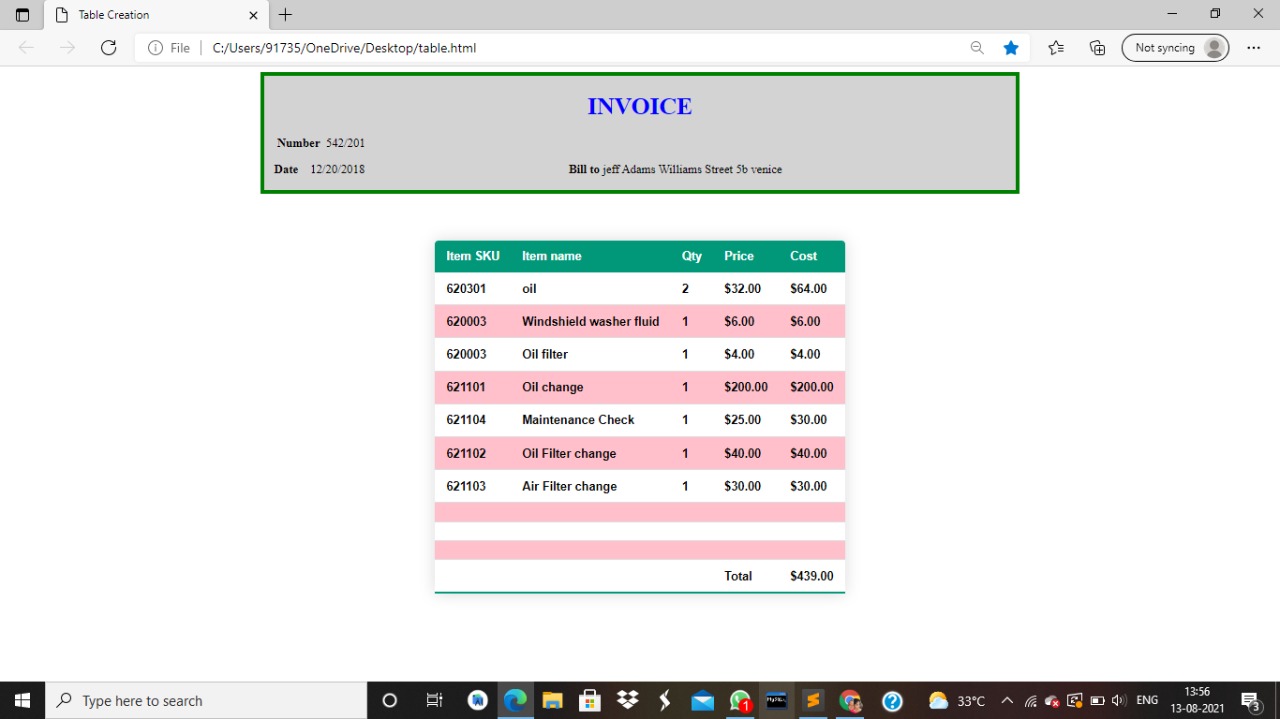 Table Creation
File C:/Users/91735/OneDrive/Desktop/table.html Not syncing
INVOICE
Number 542/201
Date 12/20/2018 Bill to jeff Adams Williams Street 5b venice
Item SKU Item name Qty Price Cost
620301 oil 2 $32.00 $64.00
620003 Windshield washer fluid 1 $6.00 $6.00
620003 Oil filter 1 $4.00 $4.00
621101 Oil change 1 $200.00 $200.00
621104 Maintenance Check 1 $25.00 $30.00
621102 Oil Filter change 1 $40.00 $40.00
621103 Air Filter change 1 $30.00 $30.00
Total $439.00
Type here to search 1 33°C ENG 13:56
13-08-2021 3